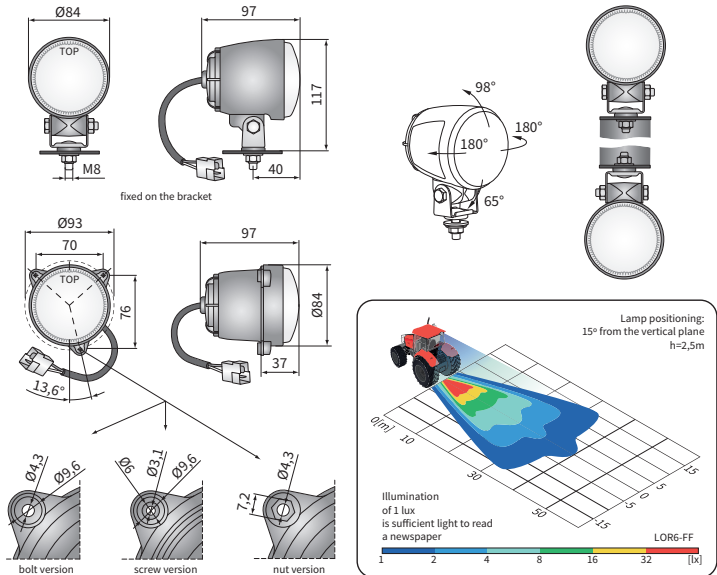 Ø84
TOP
M8
97
117
40
fixed on the bracket
98°
180°
180°
65°
Ø93
70
TOP
76
13,6°
97
Ø84
37
Ø4,3
Ø9,6
bolt version
Ø6
Ø3,1
Ø9,6
screw version
7,2
Ø4,3
nut version
Lamp positioning:
15º from the vertical plane
h=2,5m
0[m]
10
30
50
15
5
0
-5
-15
Illumination
of 1 lux
is sufficient light to read
a newspaper
LOR6-FF
1 2 4 8 16 32 [lx]